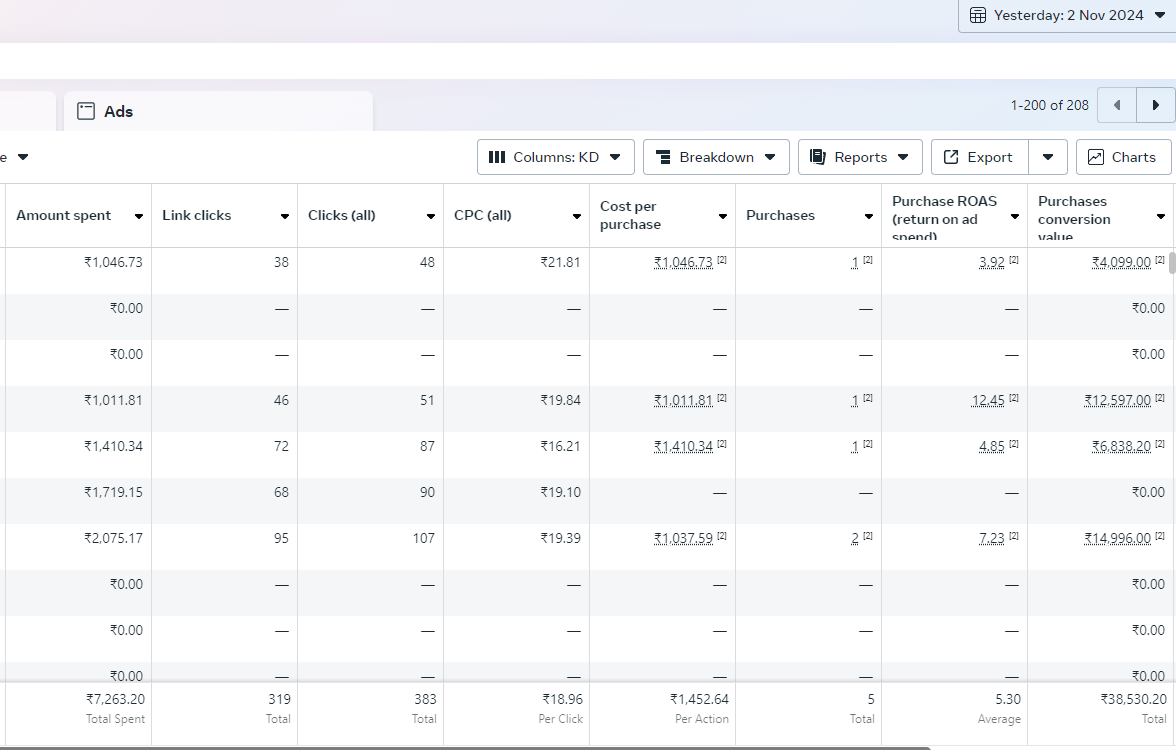 Yesterday: 2 Nov 2024
Ads
1-200 of 208
e
Columns: KD
Breakdown
Reports
Export
Charts
Amount spent Link clicks Clicks (all) CPC (all) Cost per purchase Purchases Purchase ROAS (return on ad spend) Purchases conversion value
₹1,046.73 38 48 ₹21.81 ₹1,046.73 [2] 1 [2] 3.92 [2] ₹4,099.00 [2]
₹0.00 — — — — — — ₹0.00
₹0.00 — — — — — — ₹0.00
₹1,011.81 46 51 ₹19.84 ₹1,011.81 [2] 1 [2] 12.45 [2] ₹12,597.00 [2]
₹1,410.34 72 87 ₹16.21 ₹1,410.34 [2] 1 [2] 4.85 [2] ₹6,838.20 [2]
₹1,719.15 68 90 ₹19.10 — — — ₹0.00
₹2,075.17 95 107 ₹19.39 ₹1,037.59 [2] 2 [2] 7.23 [2] ₹14,996.00 [2]
₹0.00 — — — — — — ₹0.00
₹0.00 — — — — — — ₹0.00
₹0.00 — — — — — — ₹0.00
₹7,263.20 319 383 ₹18.96 ₹1,452.64 5 5.30 ₹38,530.20
Total Spent Total Total Per Click Per Action Total Average Total